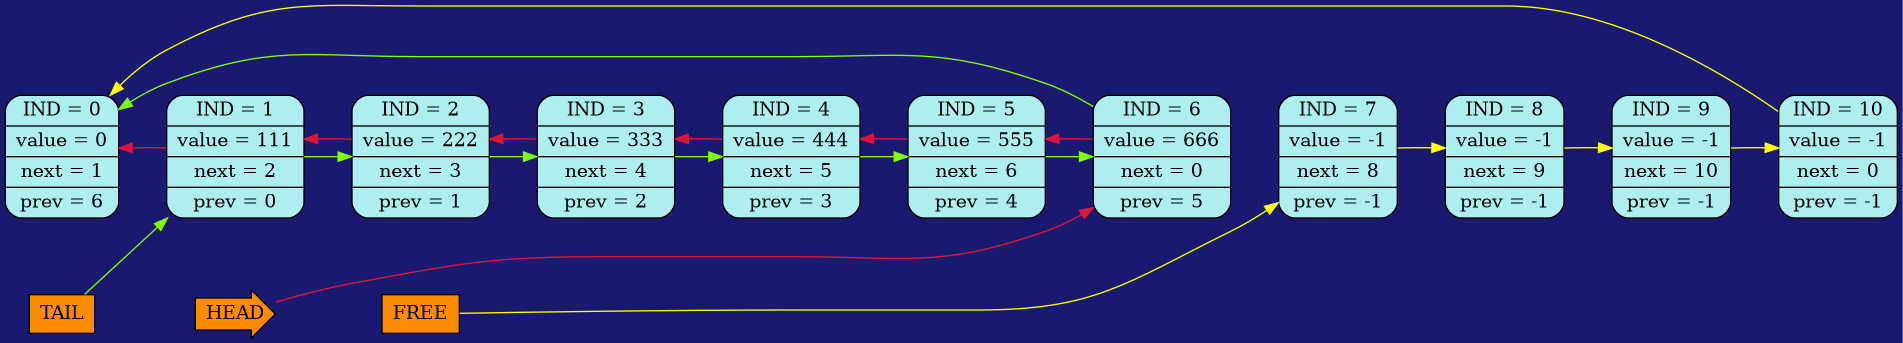 IND = 0
value = 0
next = 1
prev = 6
IND = 1
value = 111
next = 2
prev = 0
IND = 2
value = 222
next = 3
prev = 1
IND = 3
value = 333
next = 4
prev = 2
IND = 4
value = 444
next = 5
prev = 3
IND = 5
value = 555
next = 6
prev = 4
IND = 6
value = 666
next = 0
prev = 5
IND = 7
value = -1
next = 8
prev = -1
IND = 8
value = -1
next = 9
prev = -1
IND = 9
value = -1
next = 10
prev = -1
IND = 10
value = -1
next = 0
prev = -1
TAIL
HEAD
FREE